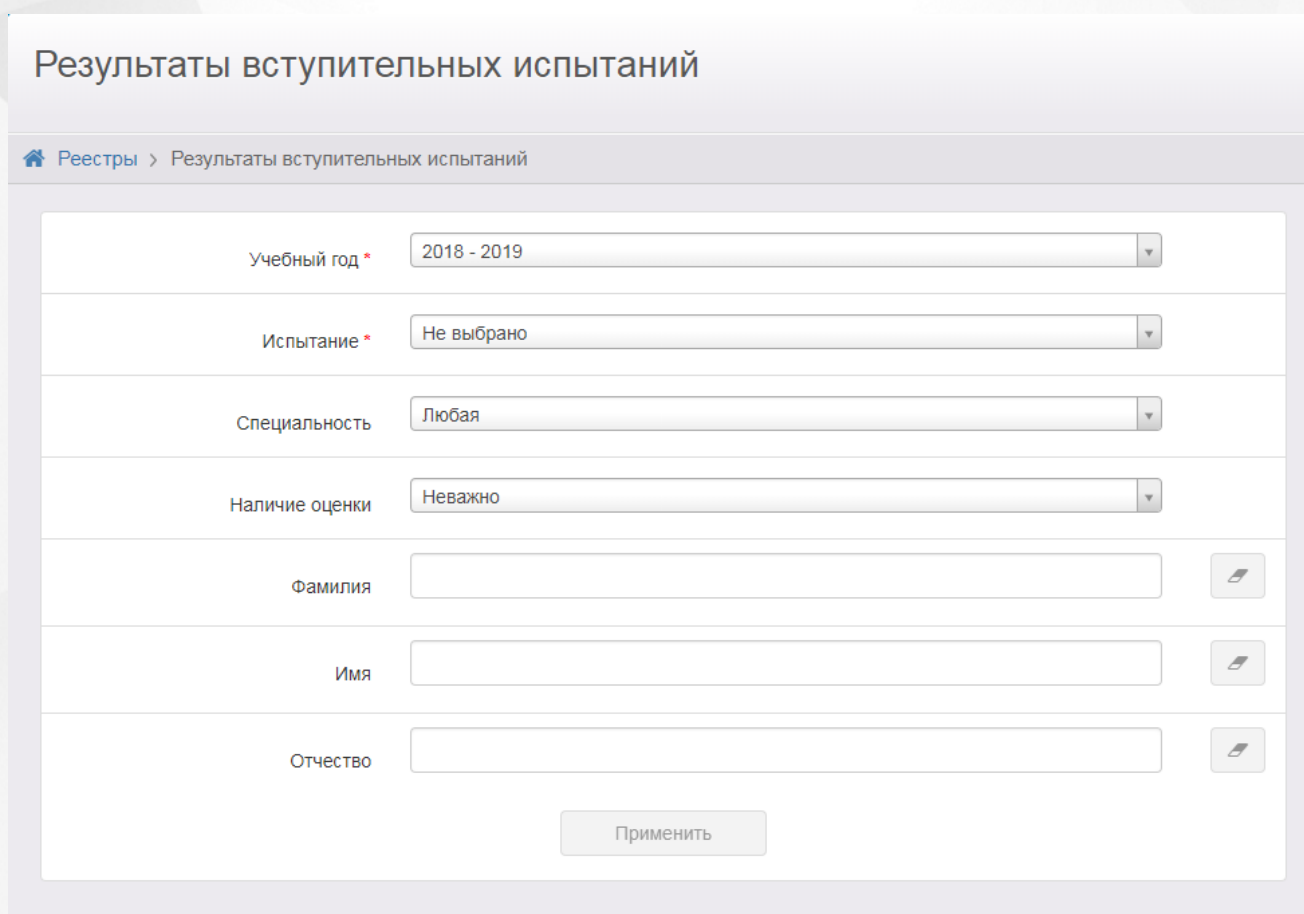 Результаты вступительных испытаний
Реестры > Результаты вступительных испытаний
Учебный год * 2018 - 2019
Испытание * Не выбрано
Специальность Любая
Наличие оценки Неважно
Фамилия
Имя
Отчество
Применить